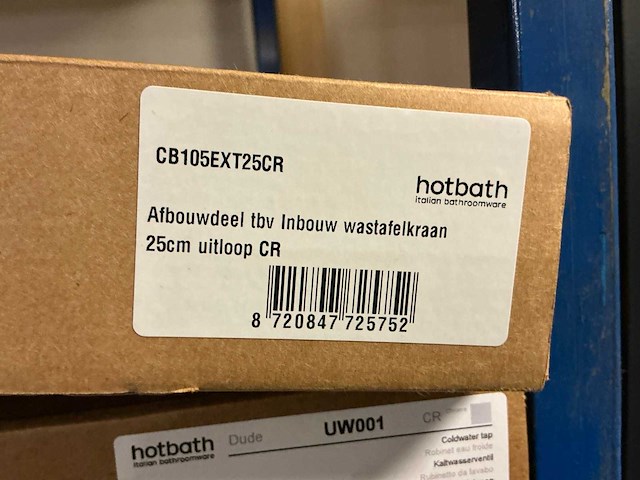 CB105EXT25CR
hotbath
italian bathroomware
Afbouwdeel tbv Inbouw wastafelkraan
25cm uitloop CR
8 720847 725752
hotbath
italian bathroomware
Dude
UW001
CR
Coldwater tap
Robinet eau froide
Kaltwasserventil
Rubinetto da lavabo